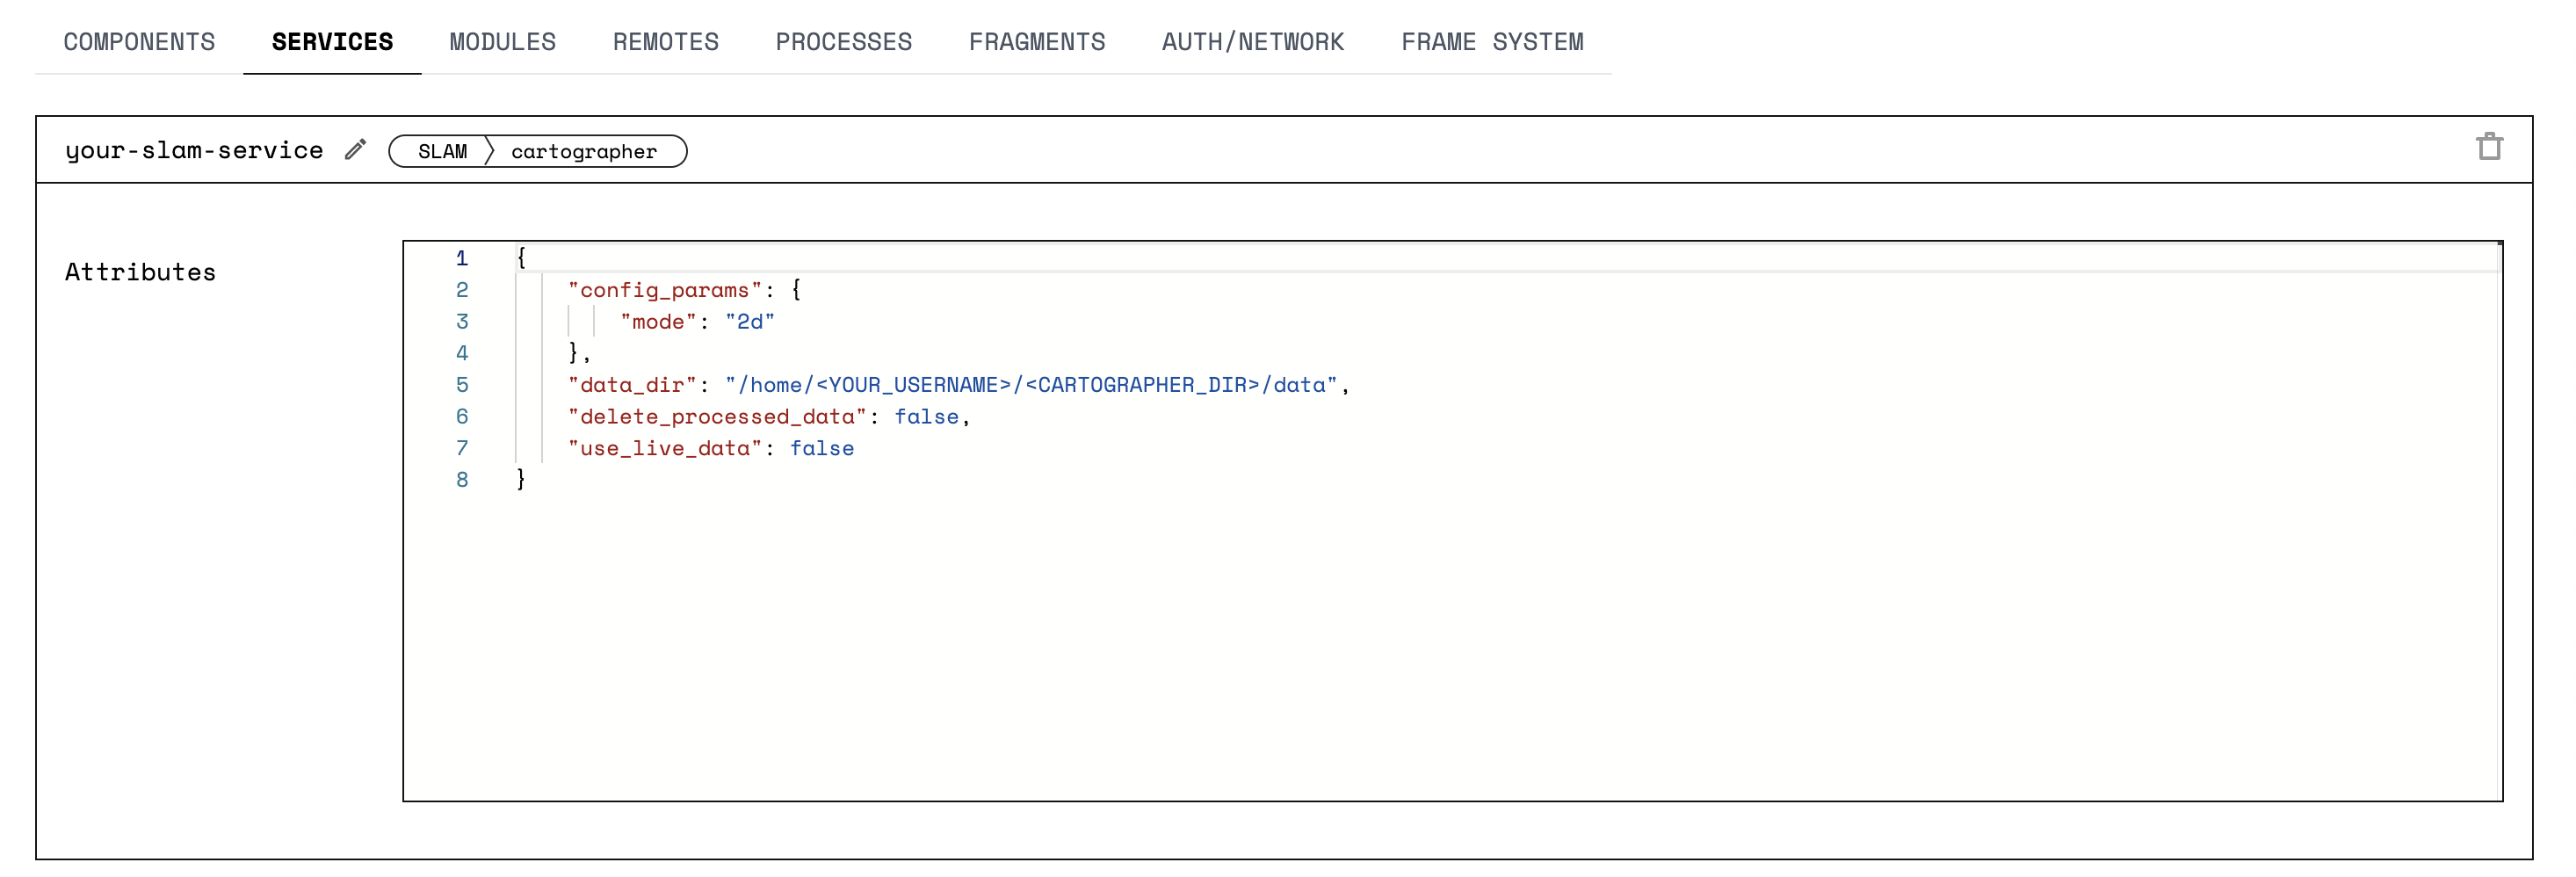 COMPONENTS SERVICES MODULES REMOTES PROCESSES FRAGMENTS AUTH/NETWORK FRAME SYSTEM
your-slam-service SLAM cartographer
Attributes
1 {
2 "config_params": {
3 "mode": "2d"
4 },
5 "data_dir": "/home/<YOUR_USERNAME>/<CARTOGRAPHER_DIR>/data",
6 "delete_processed_data": false,
7 "use_live_data": false
8 }